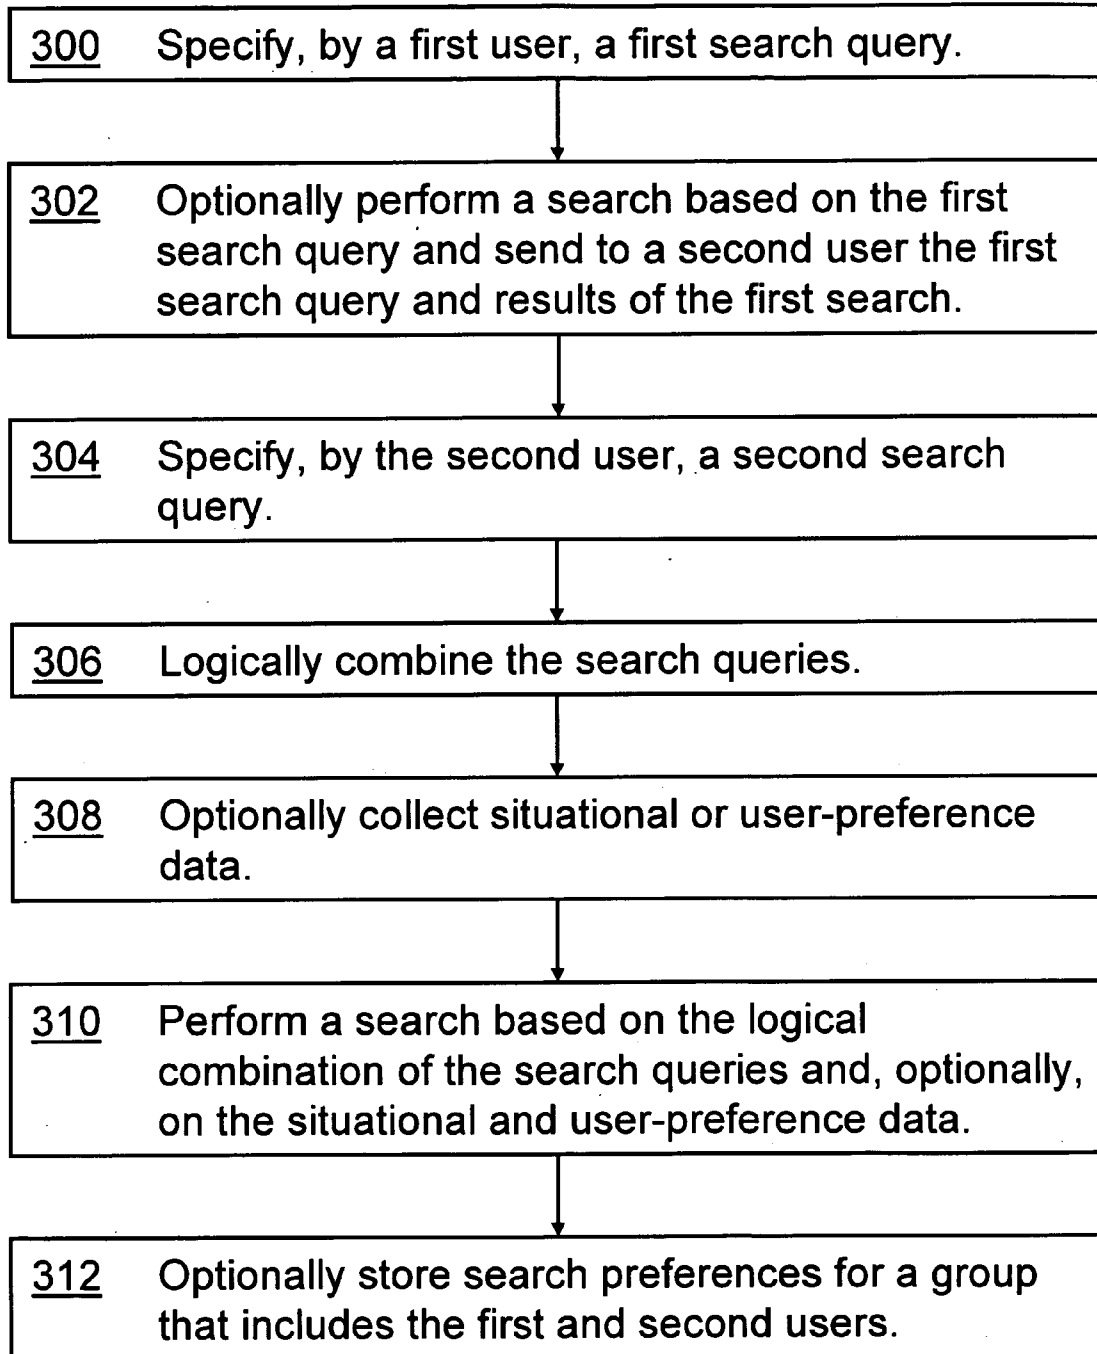 300 Specify, by a first user, a first search query.
302 Optionally perform a search based on the first
search query and send to a second user the first
search query and results of the first search.
304 Specify, by the second user, a second search
query.
306 Logically combine the search queries.
308 Optionally collect situational or user-preference
data.
310 Perform a search based on the logical
combination of the search queries and, optionally,
on the situational and user-preference data.
312 Optionally store search preferences for a group
that includes the first and second users.